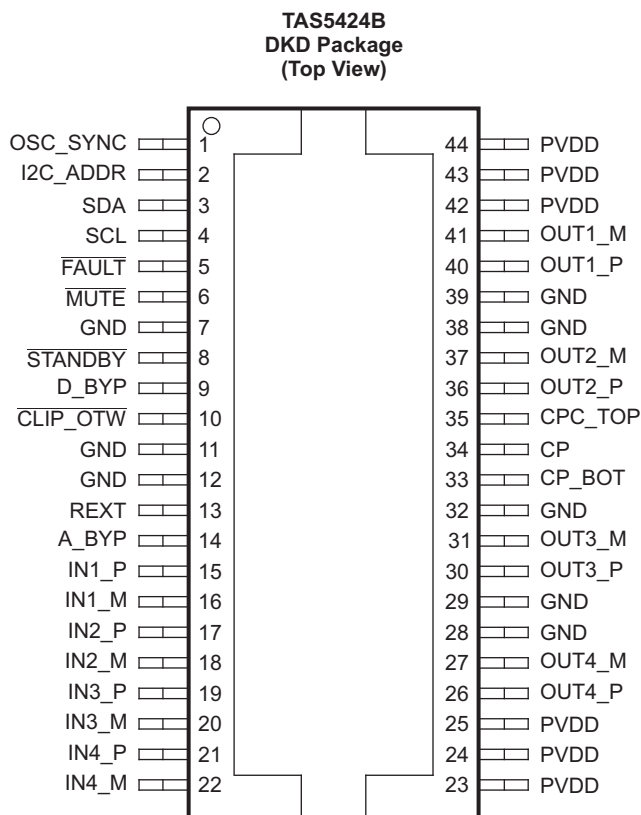 TAS5424B
DKD Package
(Top View)
OSC_SYNC 1 44 PVDD
I2C_ADDR 2 43 PVDD
SDA 3 42 PVDD
SCL 4 41 OUT1_M
FAULT 5 40 OUT1_P
MUTE 6 39 GND
GND 7 38 GND
STANDBY 8 37 OUT2_M
D_BYP 9 36 OUT2_P
CLIP_OTW 10 35 CPC_TOP
GND 11 34 CP
GND 12 33 CP_BOT
REXT 13 32 GND
A_BYP 14 31 OUT3_M
IN1_P 15 30 OUT3_P
IN1_M 16 29 GND
IN2_P 17 28 GND
IN2_M 18 27 OUT4_M
IN3_P 19 26 OUT4_P
IN3_M 20 25 PVDD
IN4_P 21 24 PVDD
IN4_M 22 23 PVDD